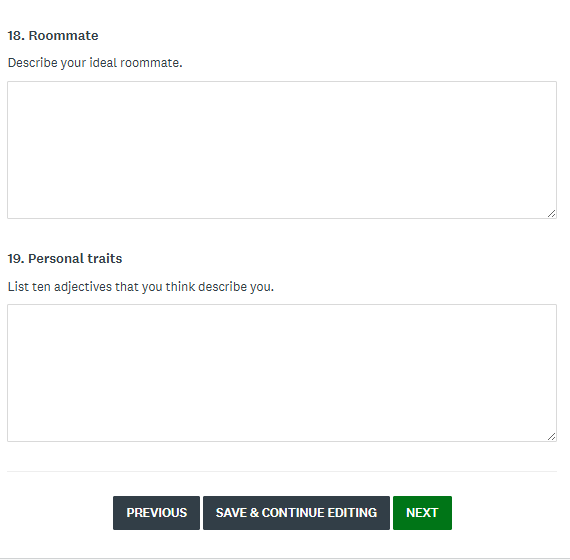 18. Roommate
Describe your ideal roommate.
19. Personal traits
List ten adjectives that you think describe you.
PREVIOUS SAVE & CONTINUE EDITING NEXT